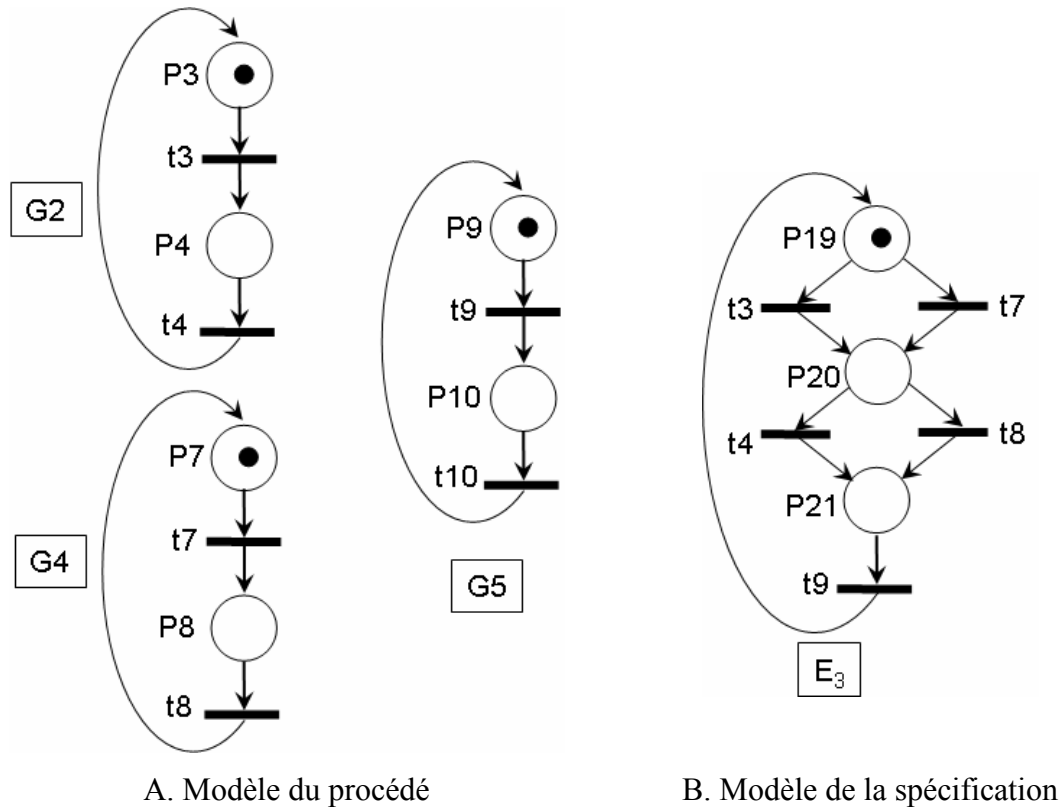 P3
t3
G2
P4
t4
P7
t7
G4
P8
t8
P9
t9
P10
t10
G5
P19
t3
t7
P20
t4
t8
P21
t9
E3
A. Modèle du procédé
B. Modèle de la spécification